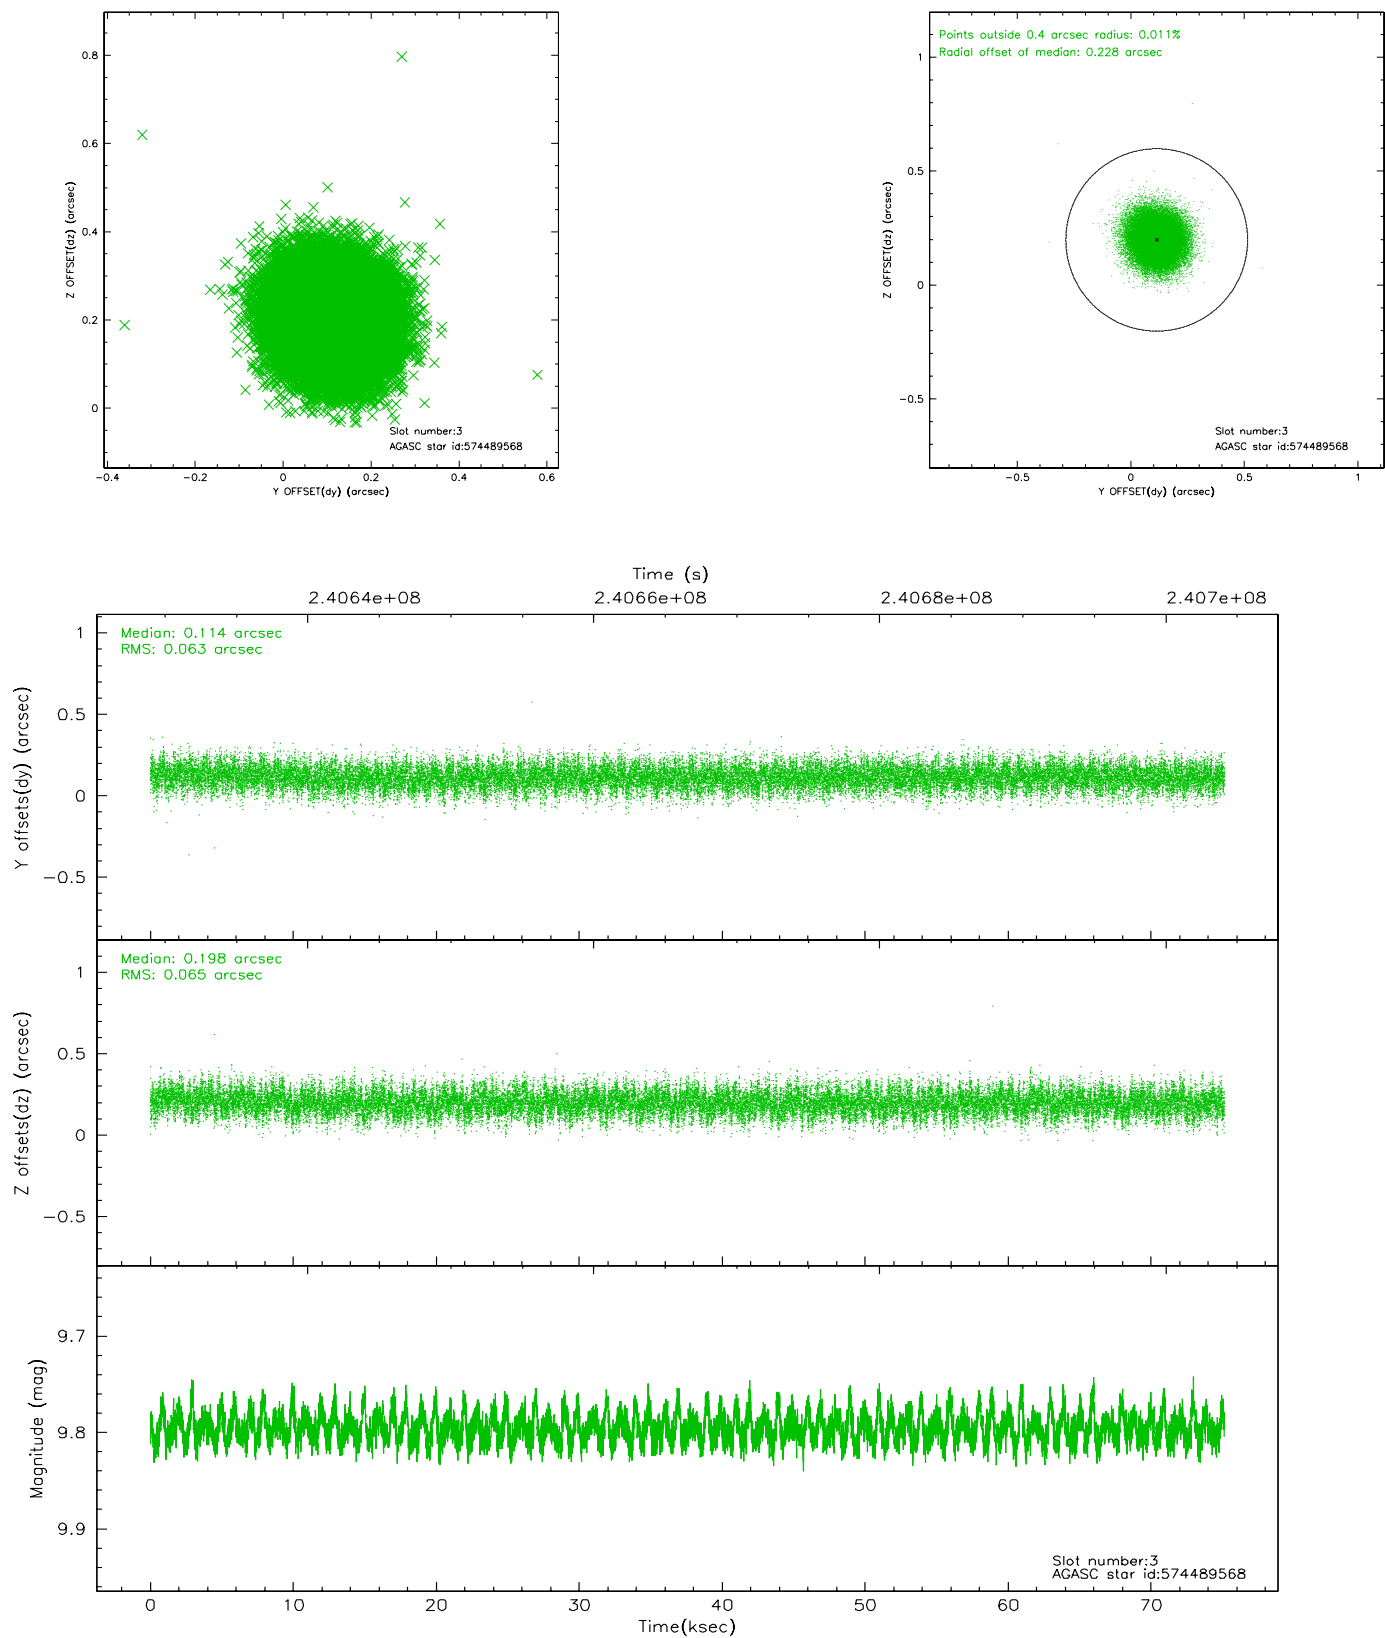 0.8
0.6
0.4
0.2
0
Z OFFSET(dz) (arcsec)
Slot number:3
AGASC star id:574489568
−0.4 −0.2 0 0.2 0.4 0.6
Y OFFSET(dy) (arcsec)
Points outside 0.4 arcsec radius: 0.011%
Radial offset of median: 0.228 arcsec
1
0.5
0
−0.5
Z OFFSET(dz) (arcsec)
Slot number:3
AGASC star id:574489568
−0.5 0 0.5 1
Y OFFSET(dy) (arcsec)
Time (s)
2.4064e+08 2.4066e+08 2.4068e+08 2.407e+08
Median: 0.114 arcsec
RMS: 0.063 arcsec
1
0.5
0
−0.5
Y offsets(dy) (arcsec)
Median: 0.198 arcsec
RMS: 0.065 arcsec
1
0.5
0
−0.5
Z offsets(dz) (arcsec)
9.7
9.8
9.9
Magnitude (mag)
Slot number:3
AGASC star id:574489568
0 10 20 30 40 50 60 70
Time(ksec)